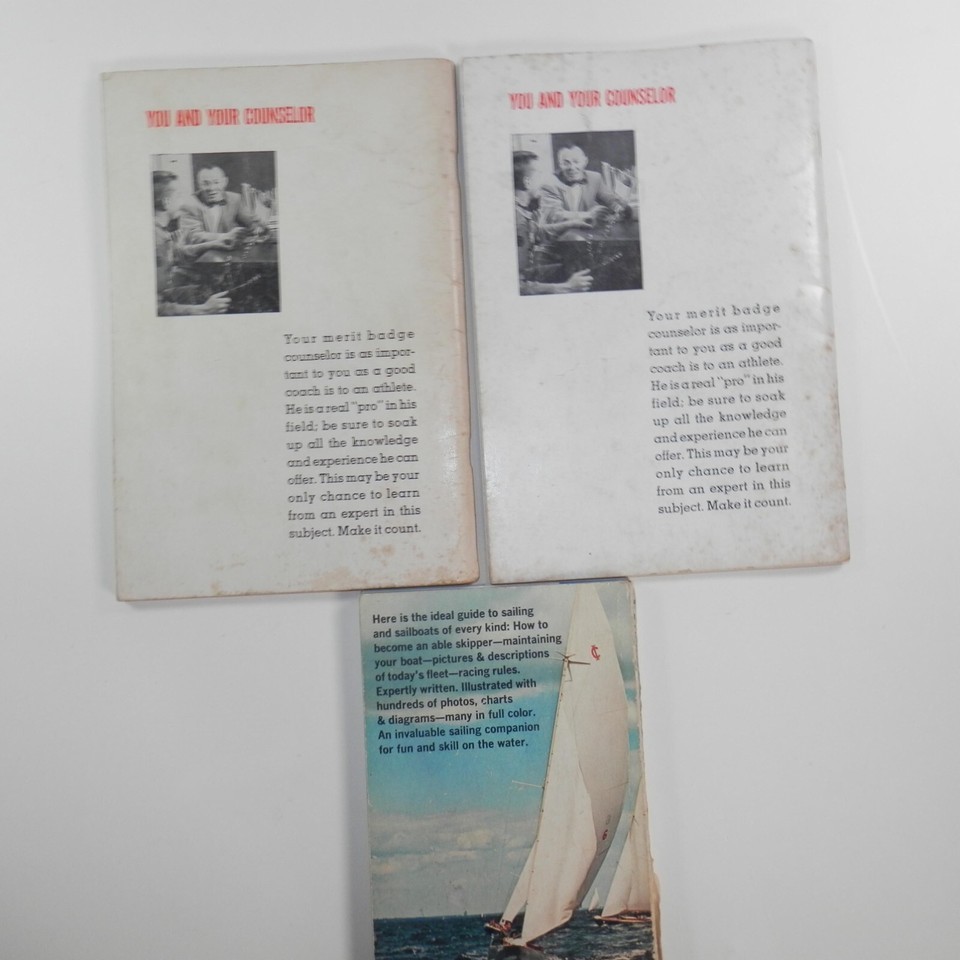 YOU AND YOUR COUNSELOR
Your merit badge
counselor is as impor-
tant to you as a good
coach is to an athlete.
He is a real "pro" in his
field; be sure to soak
up all the knowledge
and experience he can
offer. This may be your
only chance to learn
from an expert in this
subject. Make it count.
YOU AND YOUR COUNSELOR
Your merit badge
counselor is as impor-
tant to you as a good
coach is to an athlete.
He is a real "pro" in his
field; be sure to soak
up all the knowledge
and experience he can
offer. This may be your
only chance to learn
from an expert in this
subject. Make it count.
Here is the ideal guide to sailing
and sailboats of every kind: How to
become an able skipper—maintaining
your boat—pictures & descriptions
of today's fleet—racing rules.
Expertly written. Illustrated with
hundreds of photos, charts
& diagrams—many in full color.
An invaluable sailing companion
for fun and skill on the water.